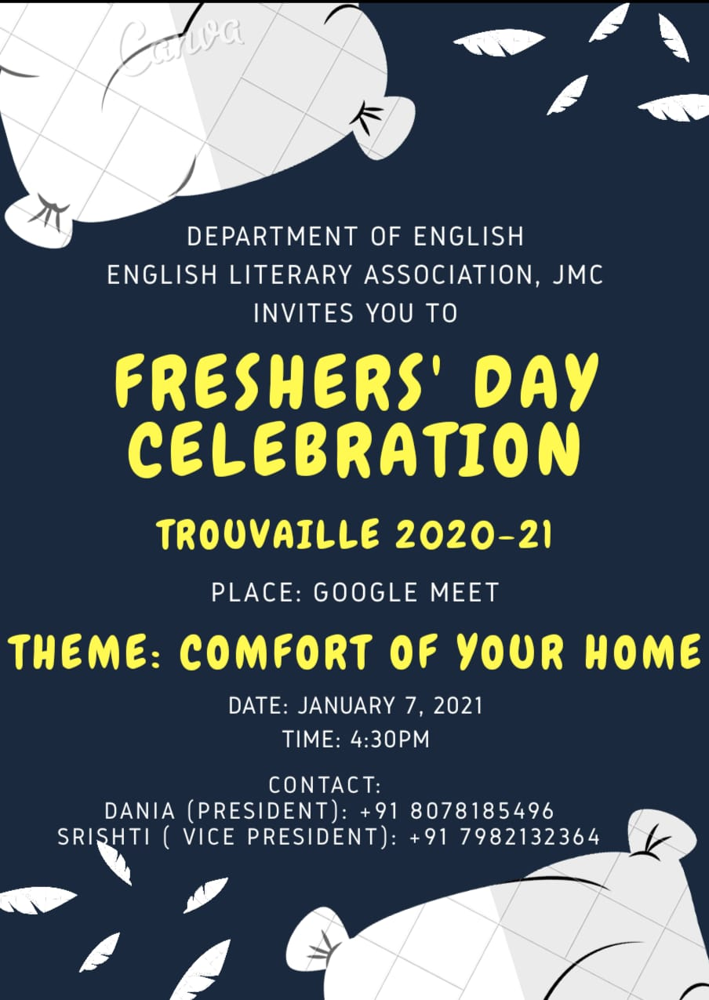 Canva
DEPARTMENT OF ENGLISH
ENGLISH LITERARY ASSOCIATION, JMC
INVITES YOU TO
FRESHERS' DAY
CELEBRATION
TROUVAILLE 2020-21
PLACE: GOOGLE MEET
THEME: COMFORT OF YOUR HOME
DATE: JANUARY 7, 2021
TIME: 4:30PM
CONTACT:
DANIA (PRESIDENT): +91 8078185496
SRISHTI ( VICE PRESIDENT): +91 7982132364